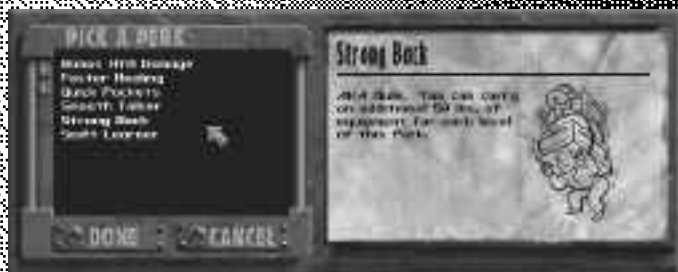 PICK A PERK
Bonus HTH Damage
Faster Healing
Quick Pockets
Smooth Talker
Strong Back
Swift Learner
DONE
CANCEL
Strong Back
AKA Mule. You can carry
an additional 50 lbs. of
equipment for each level
of this Perk.